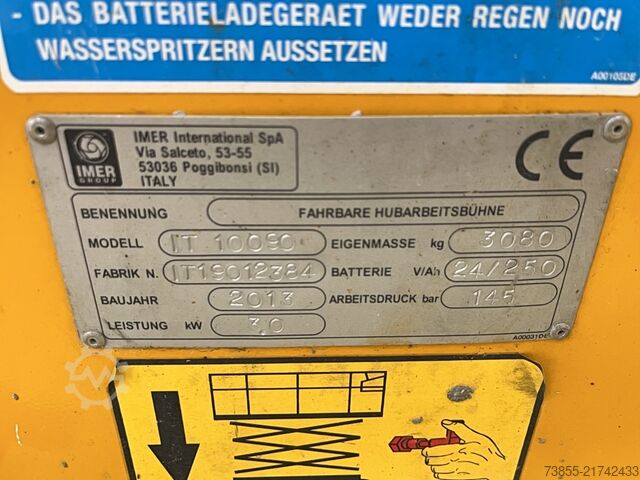 - DAS BATTERIELADEGERAET WEDER REGEN NOCH
WASSERSPRITZERN AUSSETZEN
A00105DE
IMER
GROUP
IMER International SpA
Via Salceto, 53-55
53036 Poggibonsi (SI)
ITALY
CE
BENENNUNG FAHRBARE HUBARBEITSBÜHNE
MODELL IT 10090 EIGENMASSE kg 3080
FABRIK N. IT19012384 BATTERIE V/Ah 24/250
BAUJAHR 2013 ARBEITSDRUCK bar 145
LEISTUNG kW 3.0
A00031DE
73855-21742433